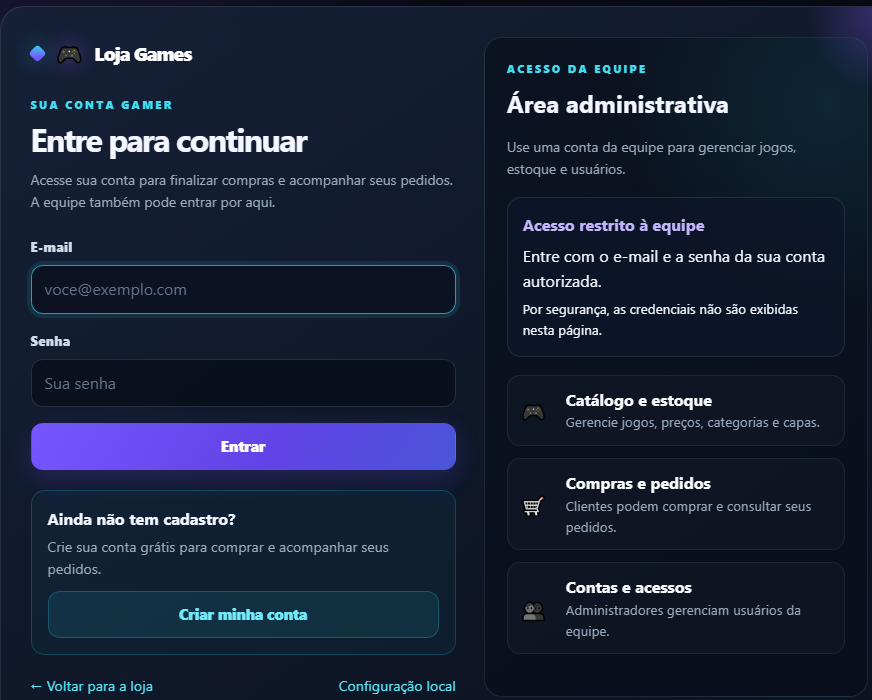 Loja Games
SUA CONTA GAMER
Entre para continuar
Acesse sua conta para finalizar compras e acompanhar seus pedidos.
A equipe também pode entrar por aqui.
E-mail
voce@exemplo.com
Senha
Sua senha
Entrar
Ainda não tem cadastro?
Crie sua conta grátis para comprar e acompanhar seus
pedidos.
Criar minha conta
← Voltar para a loja
Configuração local
ACESSO DA EQUIPE
Área administrativa
Use uma conta da equipe para gerenciar jogos,
estoque e usuários.
Acesso restrito à equipe
Entre com o e-mail e a senha da sua conta
autorizada.
Por segurança, as credenciais não são exibidas
nesta página.
Catálogo e estoque
Gerencie jogos, preços, categorias e capas.
Compras e pedidos
Clientes podem comprar e consultar seus
pedidos.
Contas e acessos
Administradores gerenciam usuários da
equipe.